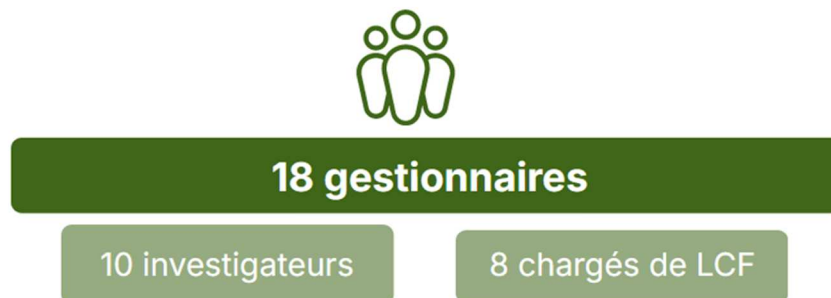 18 gestionnaires
10 investigateurs
8 chargés de LCF